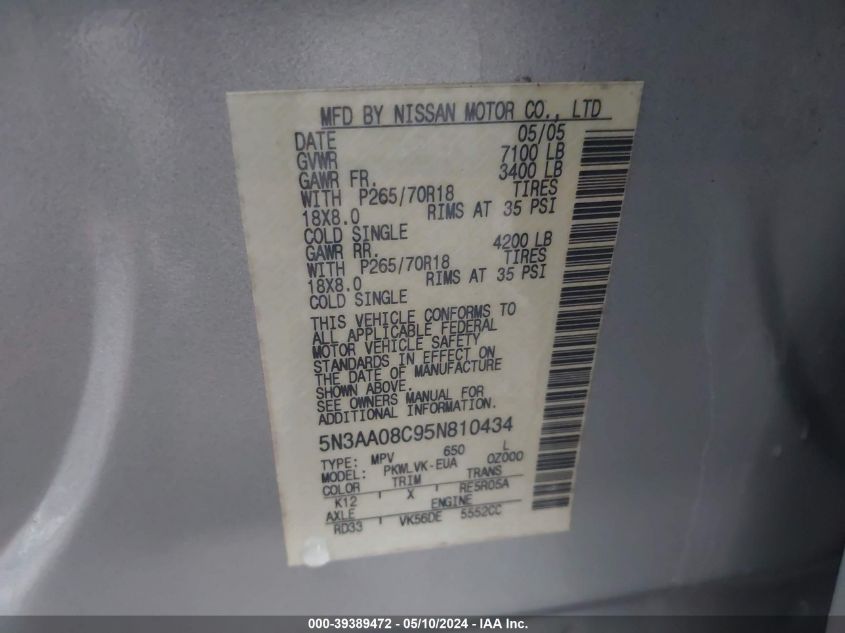 MFD BY NISSAN MOTOR CO., LTD
DATE 05/05
GVWR 7100 LB
GAWR FR. 3400 LB
WITH P265/70R18 TIRES
18X8.0 RIMS AT 35 PSI
COLD SINGLE
GAWR RR. 4200 LB
WITH P265/70R18 TIRES
18X8.0 RIMS AT 35 PSI
COLD SINGLE
THIS VEHICLE CONFORMS TO
ALL APPLICABLE FEDERAL
MOTOR VEHICLE SAFETY
STANDARDS IN EFFECT ON
THE DATE OF MANUFACTURE
SHOWN ABOVE.
SEE OWNERS MANUAL FOR
ADDITIONAL INFORMATION.
5N3AA08C95N810434
TYPE: MPV 650 L
MODEL: PKWLVK-EUA 0Z000
COLOR TRIM TRANS
K12 X RE5R05A
AXLE ENGINE
RD33 VK56DE 5552CC
000-39389472 - 05/10/2024 - IAA Inc.